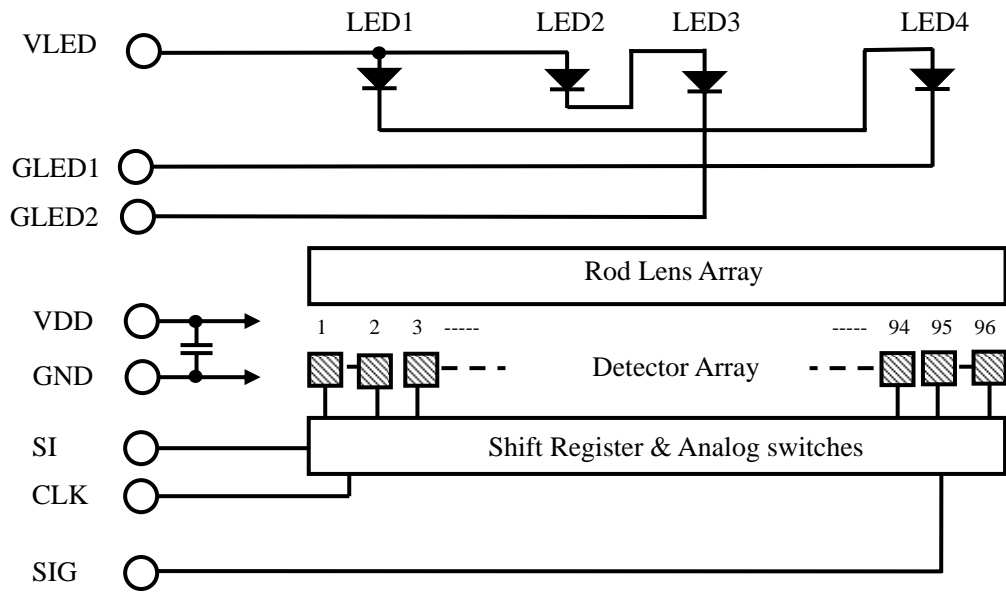 LED1 LED2 LED3 LED4
VLED
GLED1
GLED2
Rod Lens Array
VDD
1 2 3 ----- ----- 94 95 96
GND
Detector Array
SI
Shift Register & Analog switches
CLK
SIG